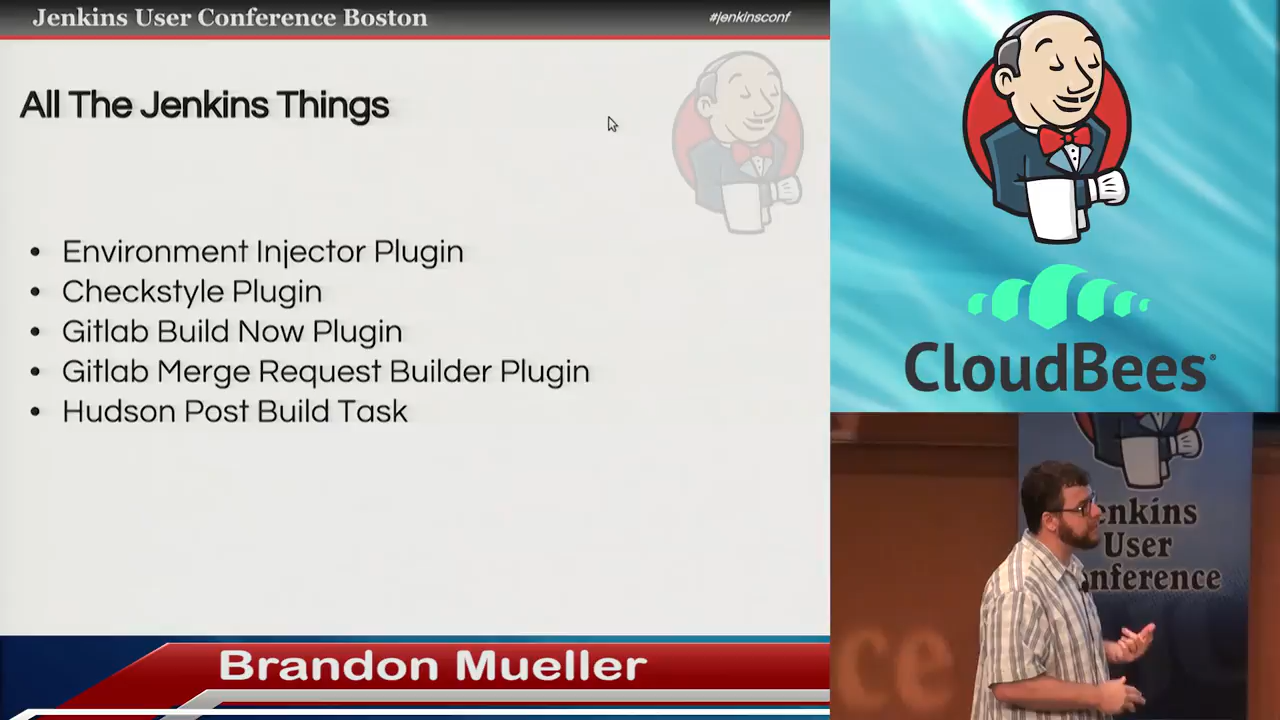 Jenkins User Conference Boston
#jenkinsconf
All The Jenkins Things
• Environment Injector Plugin
• Checkstyle Plugin
• Gitlab Build Now Plugin
• Gitlab Merge Request Builder Plugin
• Hudson Post Build Task
CloudBees
enkins
User
nference
ce
Brandon Mueller